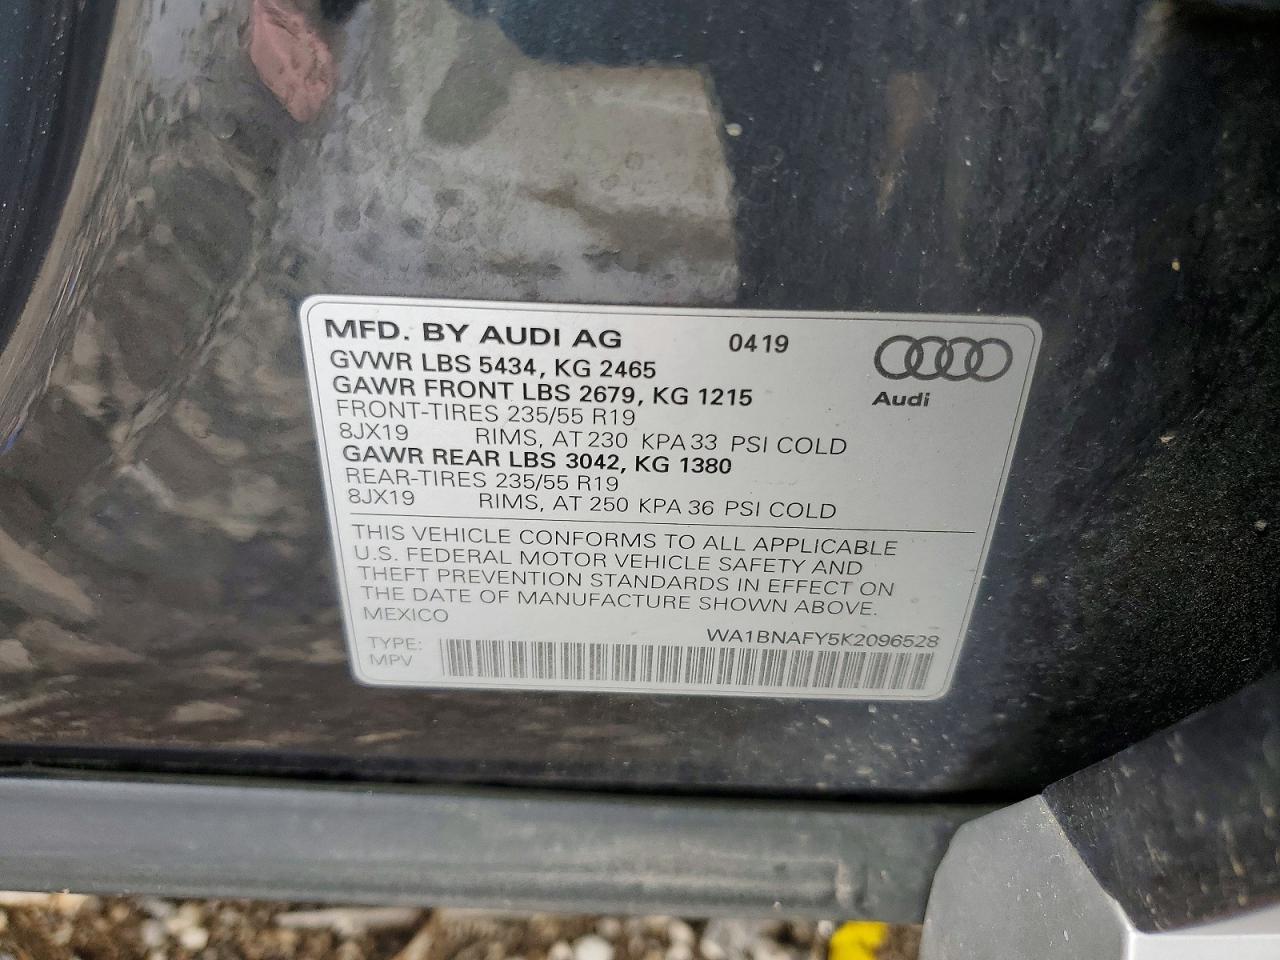 MFD. BY AUDI AG 0419
GVWR LBS 5434, KG 2465
GAWR FRONT LBS 2679, KG 1215
Audi
FRONT-TIRES 235/55 R19
8JX19 RIMS, AT 230 KPA 33 PSI COLD
GAWR REAR LBS 3042, KG 1380
REAR-TIRES 235/55 R19
8JX19 RIMS, AT 250 KPA 36 PSI COLD
THIS VEHICLE CONFORMS TO ALL APPLICABLE
U.S. FEDERAL MOTOR VEHICLE SAFETY AND
THEFT PREVENTION STANDARDS IN EFFECT ON
THE DATE OF MANUFACTURE SHOWN ABOVE.
MEXICO
WA1BNAFY5K2096528
TYPE:
MPV